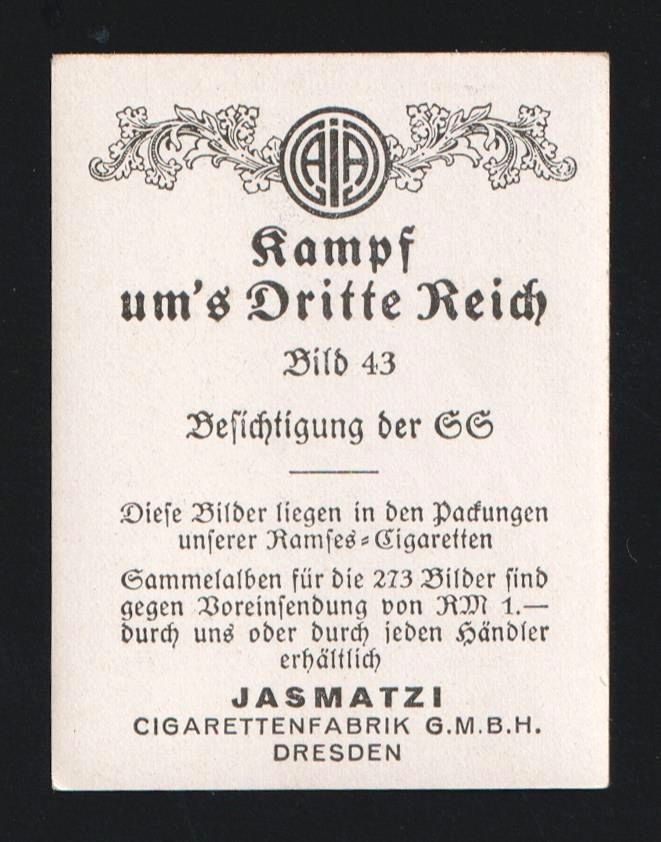 AJA
Kampf
um's Dritte Reich
Bild 43
Besichtigung der SS
Diese Bilder liegen in den Packungen
unserer Ramses=Cigaretten
Sammelalben für die 273 Bilder sind
gegen Voreinsendung von RM 1.—
durch uns oder durch jeden Händler
erhältlich
JASMATZI
CIGARETTENFABRIK G.M.B.H.
DRESDEN